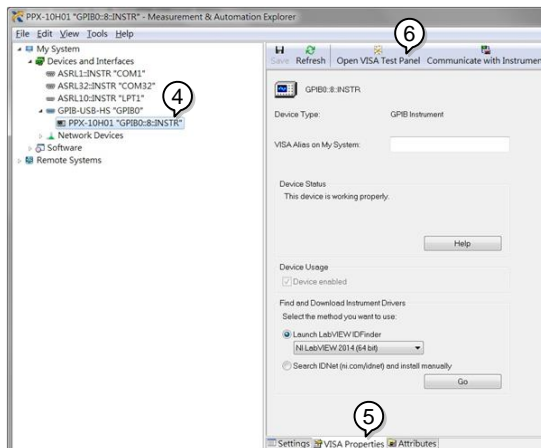 PPX-10H01 "GPIB0::8::INSTR" - Measurement & Automation Explorer
File Edit View Tools Help
My System
Devices and Interfaces
ASRL1::INSTR "COM1"
ASRL32::INSTR "COM32"
ASRL10::INSTR "LPT1"
GPIB-USB-HS "GPIB0"
PPX-10H01 "GPIB0::8::INSTR"
Network Devices
Software
Remote Systems
4
6
Save Refresh Open VISA Test Panel Communicate with Instrument
GPIB0::8::INSTR
Device Type: GPIB Instrument
VISA Alias on My System:
Device Status
This device is working properly.
Help
Device Usage
Device enabled
Find and Download Instrument Drivers
Select the method you want to use:
Launch LabVIEW IDFinder
NI LabVIEW 2014 (64 bit)
Search IDNet (ni.com/idnet) and install manually
Go
5
Settings VISA Properties Attributes